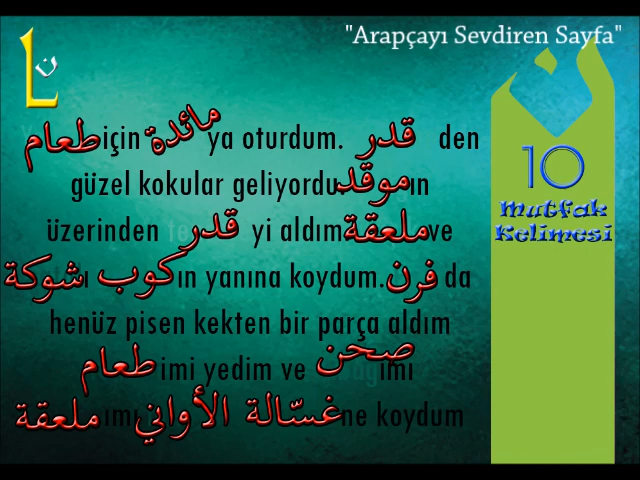 "Arapçayı Sevdiren Sayfa"
ن
10
Mutfak
Kelimesi
طعام için مائدة ya oturdum. قدر den
güzel kokular geliyordu. موقد ın
üzerinden قدر yi aldım ملعقة ve
شوكة ı كوب ın yanına koydum. فرن da
henüz pisen kekten bir parça aldım
طعام imi yedim ve صحن ımı
ملعقة ımı غسّالة الأواني ne koydum